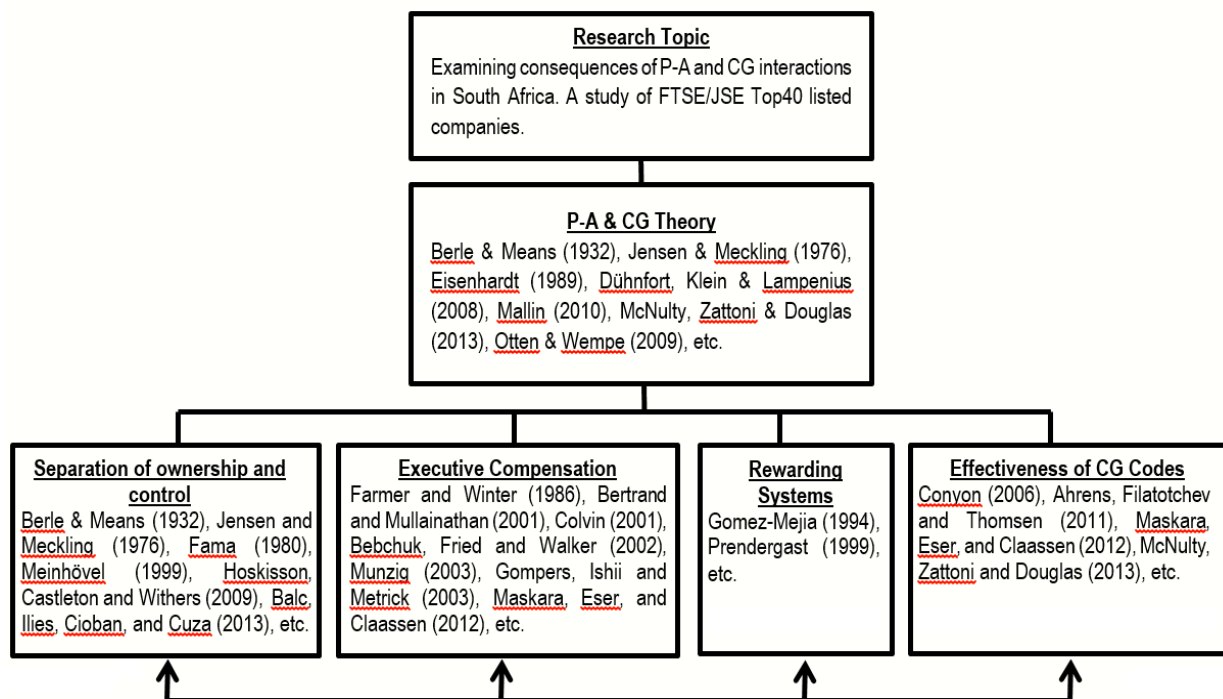 Research Topic
Examining consequences of P-A and CG interactions
in South Africa. A study of FTSE/JSE Top40 listed
companies.
P-A & CG Theory
Berle & Means (1932), Jensen & Meckling (1976),
Eisenhardt (1989), Dühnfort, Klein & Lampenius
(2008), Mallin (2010), McNulty, Zattoni & Douglas
(2013), Otten & Wempe (2009), etc.
Separation of ownership and
control
Berle & Means (1932), Jensen and
Meckling (1976), Fama (1980),
Meinhövel (1999), Hoskisson,
Castleton and Withers (2009), Balc,
Ilies, Cioban, and Cuza (2013), etc.
Executive Compensation
Farmer and Winter (1986), Bertrand
and Mullainathan (2001), Colvin (2001),
Bebchuk, Fried and Walker (2002),
Munzig (2003), Gompers, Ishii and
Metrick (2003), Maskara, Eser, and
Claassen (2012), etc.
Rewarding
Systems
Gomez-Mejia (1994),
Prendergast (1999),
etc.
Effectiveness of CG Codes
Conyon (2006), Ahrens, Filatotchev
and Thomsen (2011), Maskara,
Eser, and Claassen (2012), McNulty,
Zattoni and Douglas (2013), etc.